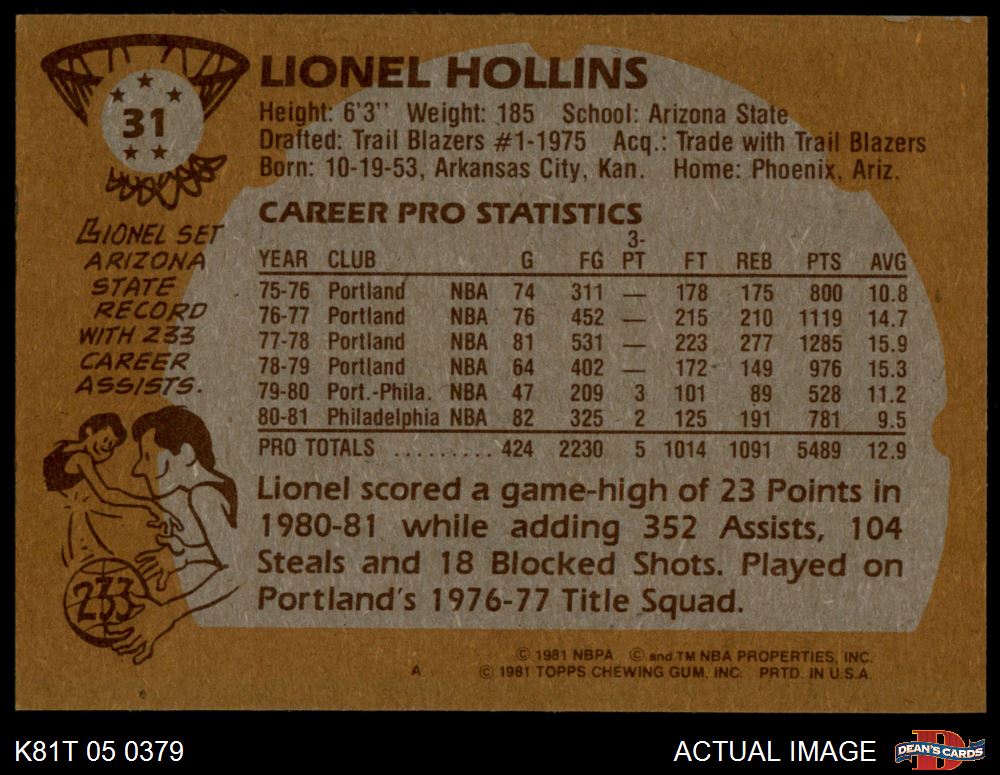 31
LIONEL HOLLINS
Height: 6'3'' Weight: 185 School: Arizona State
Drafted: Trail Blazers #1-1975 Acq.: Trade with Trail Blazers
Born: 10-19-53, Arkansas City, Kan. Home: Phoenix, Ariz.
LIONEL SET
ARIZONA
STATE
RECORD
WITH 233
CAREER
ASSISTS.
233
CAREER PRO STATISTICS
YEAR CLUB G FG 3-PT FT REB PTS AVG
75-76 Portland NBA 74 311 — 178 175 800 10.8
76-77 Portland NBA 76 452 — 215 210 1119 14.7
77-78 Portland NBA 81 531 — 223 277 1285 15.9
78-79 Portland NBA 64 402 — 172 149 976 15.3
79-80 Port.-Phila. NBA 47 209 3 101 89 528 11.2
80-81 Philadelphia NBA 82 325 2 125 191 781 9.5
PRO TOTALS ......... 424 2230 5 1014 1091 5489 12.9
Lionel scored a game-high of 23 Points in
1980-81 while adding 352 Assists, 104
Steals and 18 Blocked Shots. Played on
Portland's 1976-77 Title Squad.
© 1981 NBPA © and TM NBA PROPERTIES, INC.
A © 1981 TOPPS CHEWING GUM, INC. PRTD. IN U.S.A.
K81T 05 0379 ACTUAL IMAGE DEAN'S CARDS